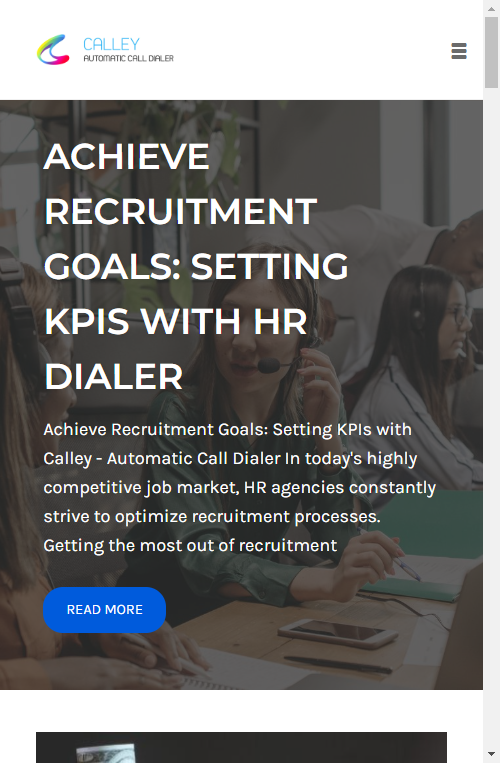 CALLEY
AUTOMATIC CALL DIALER
ACHIEVE
RECRUITMENT
GOALS: SETTING
KPIS WITH HR
DIALER
Achieve Recruitment Goals: Setting KPIs with
Calley - Automatic Call Dialer In today's highly
competitive job market, HR agencies constantly
strive to optimize recruitment processes.
Getting the most out of recruitment
READ MORE